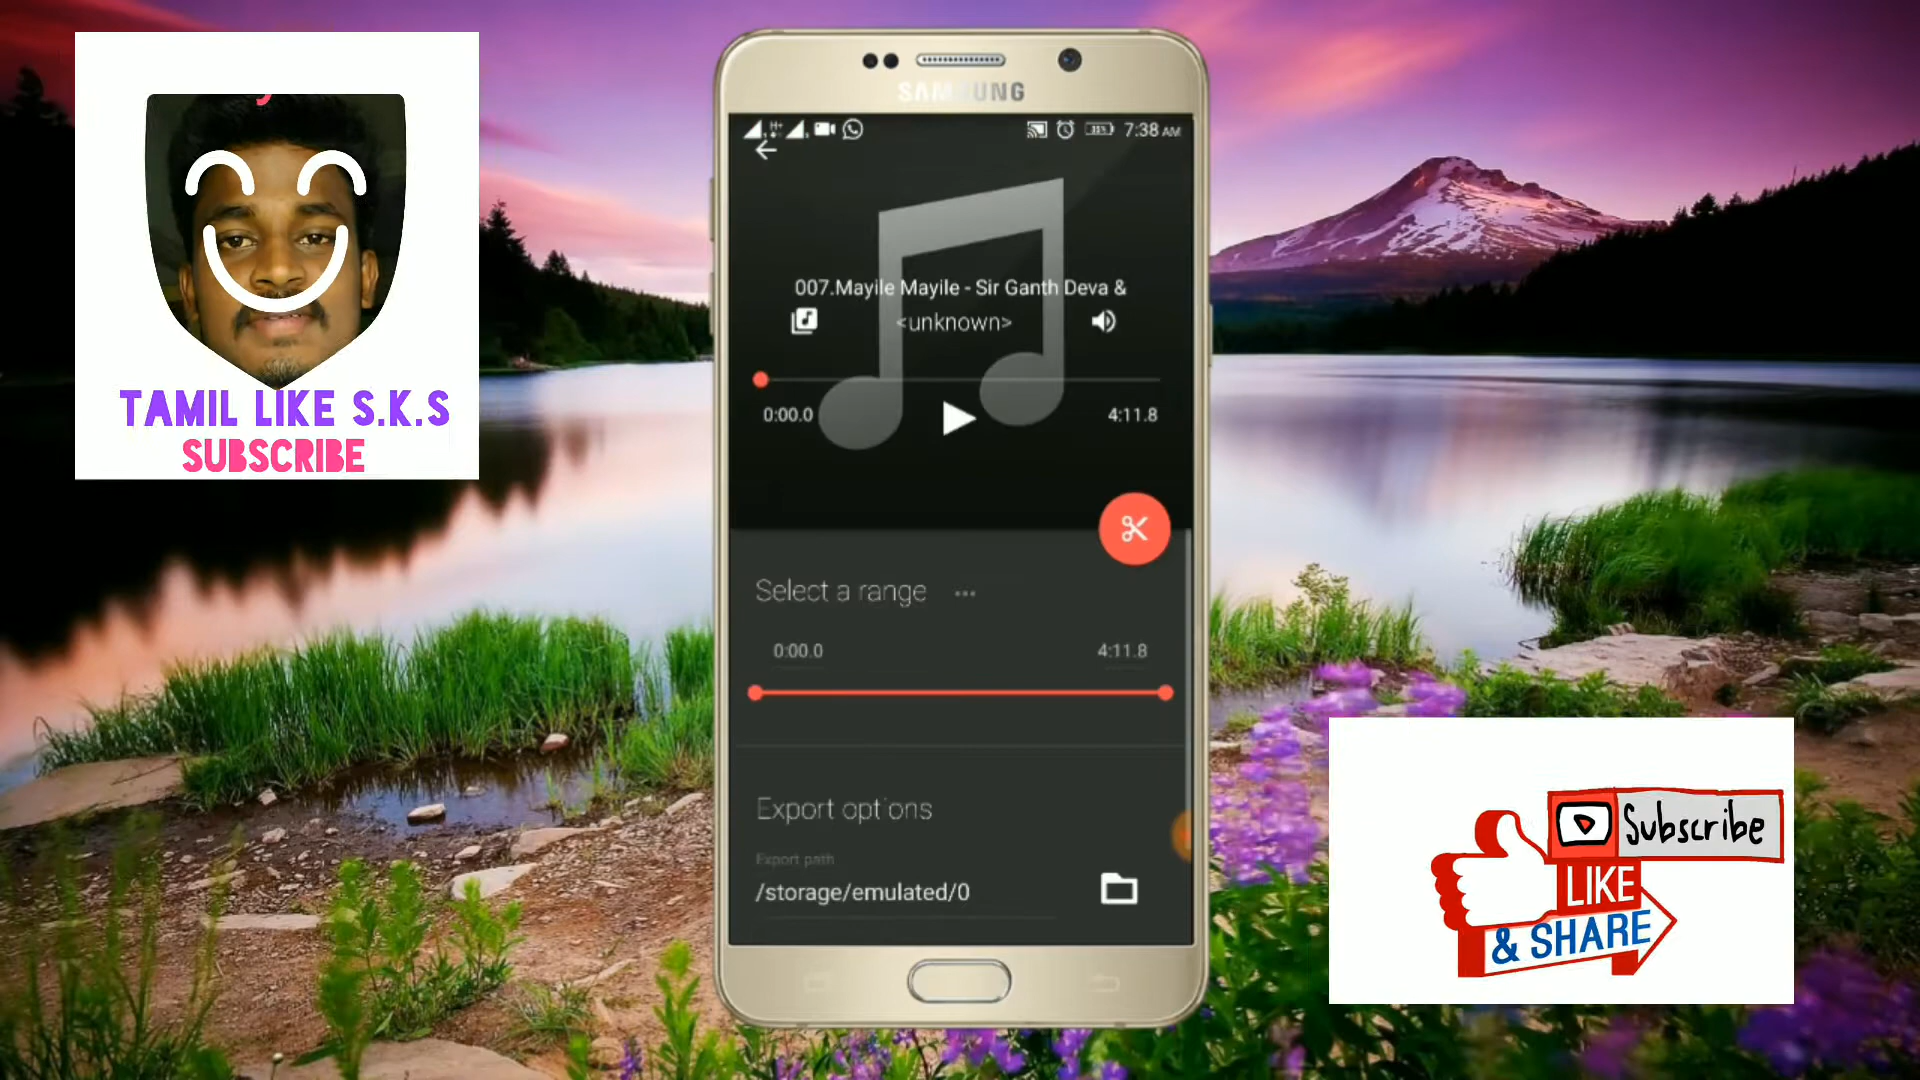 TAMIL LIKE S.K.S
SUBSCRIBE
SAMSUNG
H+
7:38 AM
007.Mayile Mayile - Sir Ganth Deva &
<unknown>
0:00.0
4:11.8
Select a range ...
0:00.0
4:11.8
Export options
Export path
/storage/emulated/0
Subscribe
LIKE
& SHARE